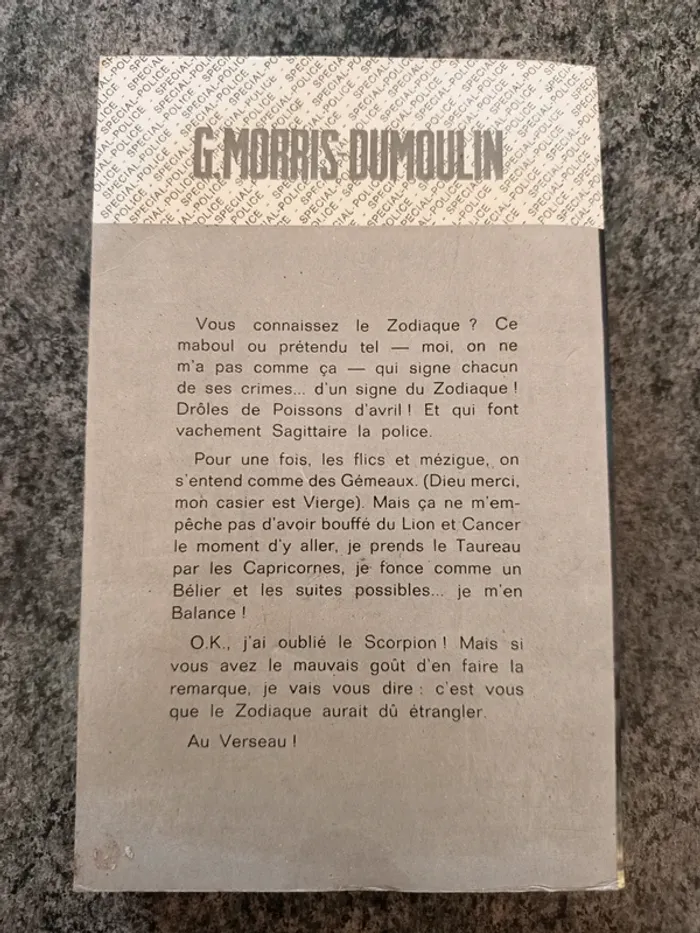 SPECIAL-POLICE - SPECIAL-POLICE - SPECIAL-POLICE
G. MORRIS-DUMOULIN
Vous connaissez le Zodiaque ? Ce
maboul ou prétendu tel — moi, on ne
m'a pas comme ça — qui signe chacun
de ses crimes... d'un signe du Zodiaque !
Drôles de Poissons d'avril ! Et qui font
vachement Sagittaire la police.
Pour une fois, les flics et mézigue, on
s'entend comme des Gémeaux. (Dieu merci,
mon casier est Vierge). Mais ça ne m'em-
pêche pas d'avoir bouffé du Lion et Cancer
le moment d'y aller, je prends le Taureau
par les Capricornes, je fonce comme un
Bélier et les suites possibles... je m'en
Balance !
O.K., j'ai oublié le Scorpion ! Mais si
vous avez le mauvais goût d'en faire la
remarque, je vais vous dire : c'est vous
que le Zodiaque aurait dû étrangler.
Au Verseau !